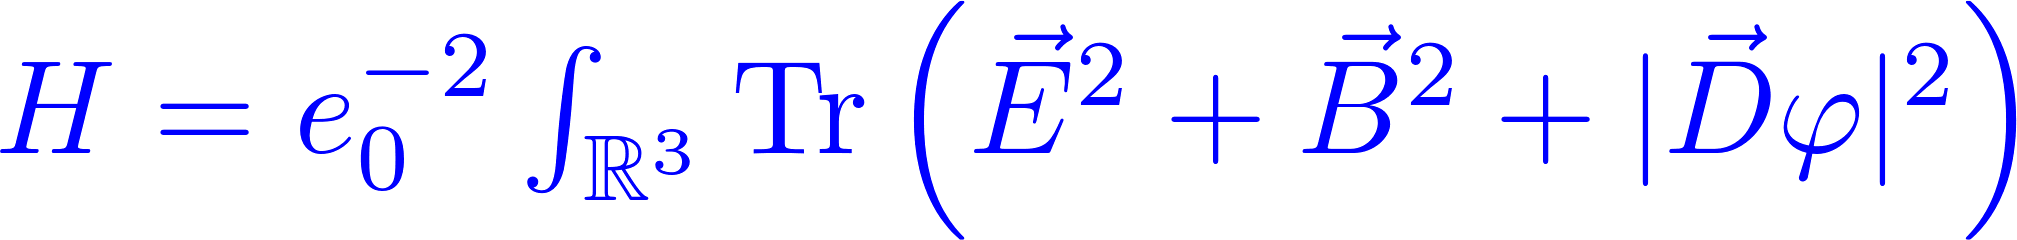 $H = e_0^{-2} \int_{\mathbb{R}^3} \mathrm{Tr} \left( \vec{E}^2 + \vec{B}^2 + |\vec{D}\varphi|^2 \right)$